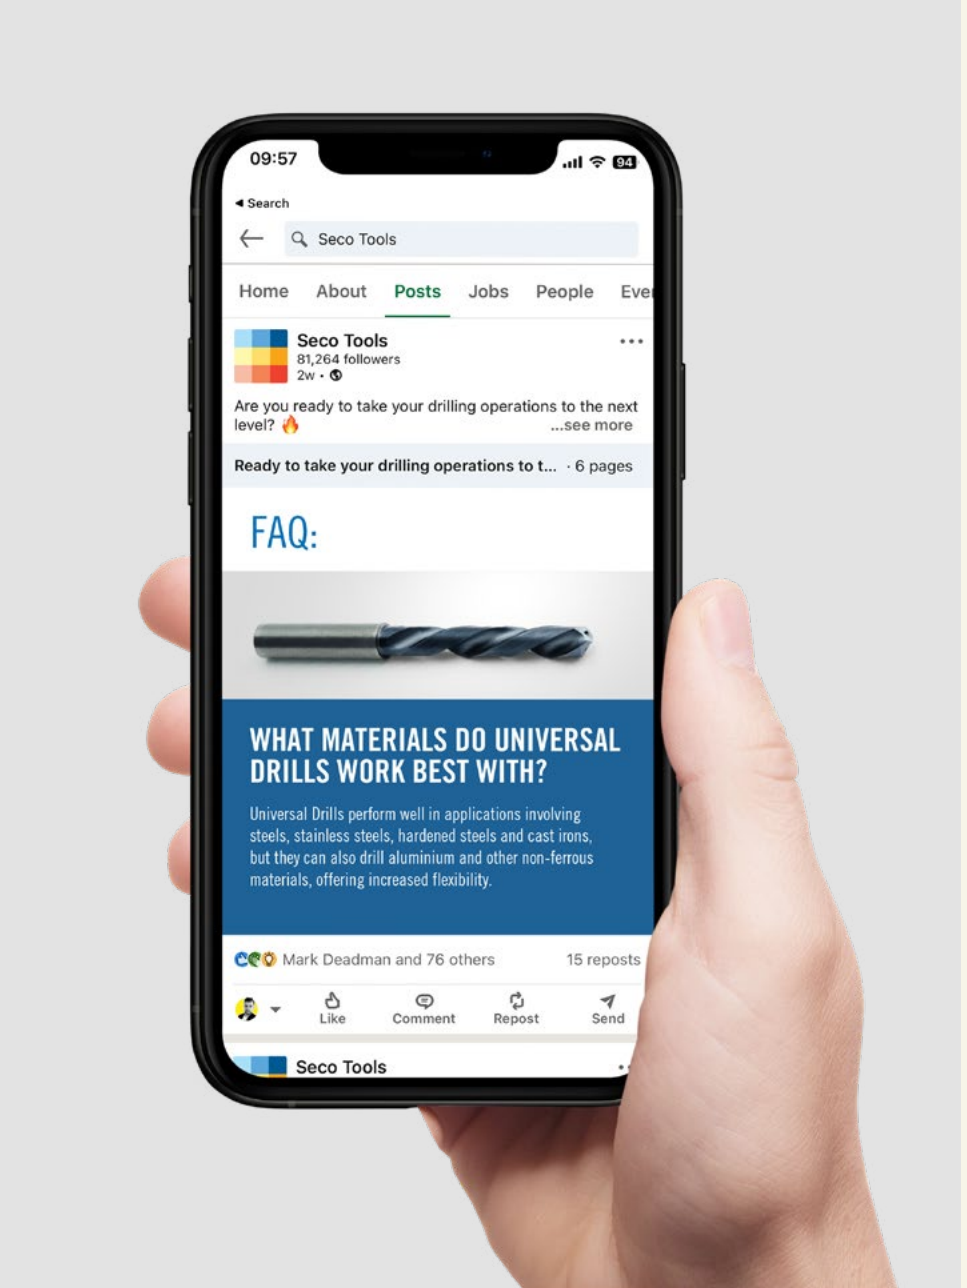 09:57
94
◄ Search
Seco Tools
Home About Posts Jobs People Eve
Seco Tools
81,264 followers
2w •
Are you ready to take your drilling operations to the next
level? 🔥 ...see more
Ready to take your drilling operations to t... · 6 pages
FAQ:
WHAT MATERIALS DO UNIVERSAL
DRILLS WORK BEST WITH?
Universal Drills perform well in applications involving
steels, stainless steels, hardened steels and cast irons,
but they can also drill aluminium and other non-ferrous
materials, offering increased flexibility.
Mark Deadman and 76 others 15 reposts
Like Comment Repost Send
Seco Tools